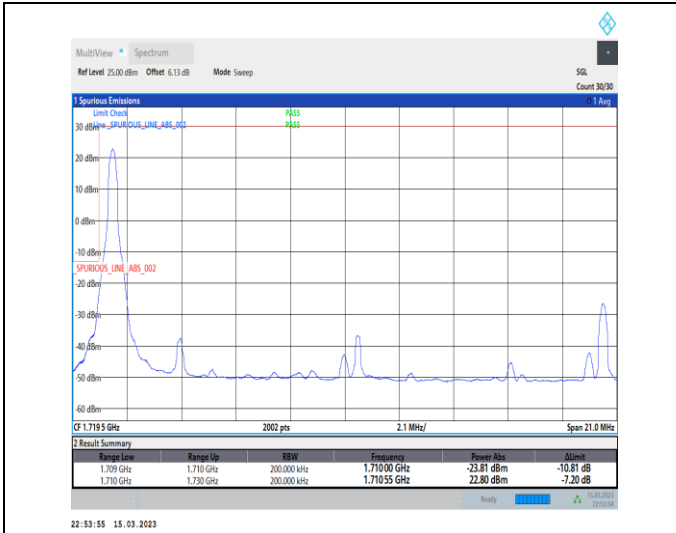 MultiView Spectrum
Ref Level 25.00 dBm Offset 6.13 dB Mode Sweep SGL
Count 30/30
1 Spurious Emissions 1 Avg
Limit Check PASS
30 dBm Line _SPURIOUS_LINE_ABS_002 PASS
20 dBm
10 dBm
0 dBm
-10 dBm
_SPURIOUS_LINE_ABS_002
-20 dBm
-30 dBm
-40 dBm
-50 dBm
-60 dBm
CF 1.7195 GHz 2002 pts 2.1 MHz/ Span 21.0 MHz
2 Result Summary
Range Low Range Up RBW Frequency Power Abs ΔLimit
1.709 GHz 1.710 GHz 200.000 kHz 1.71000 GHz -23.81 dBm -10.81 dB
1.710 GHz 1.730 GHz 200.000 kHz 1.71055 GHz 22.80 dBm -7.20 dB
Ready 15.03.2023
22:53:54
22:53:55 15.03.2023